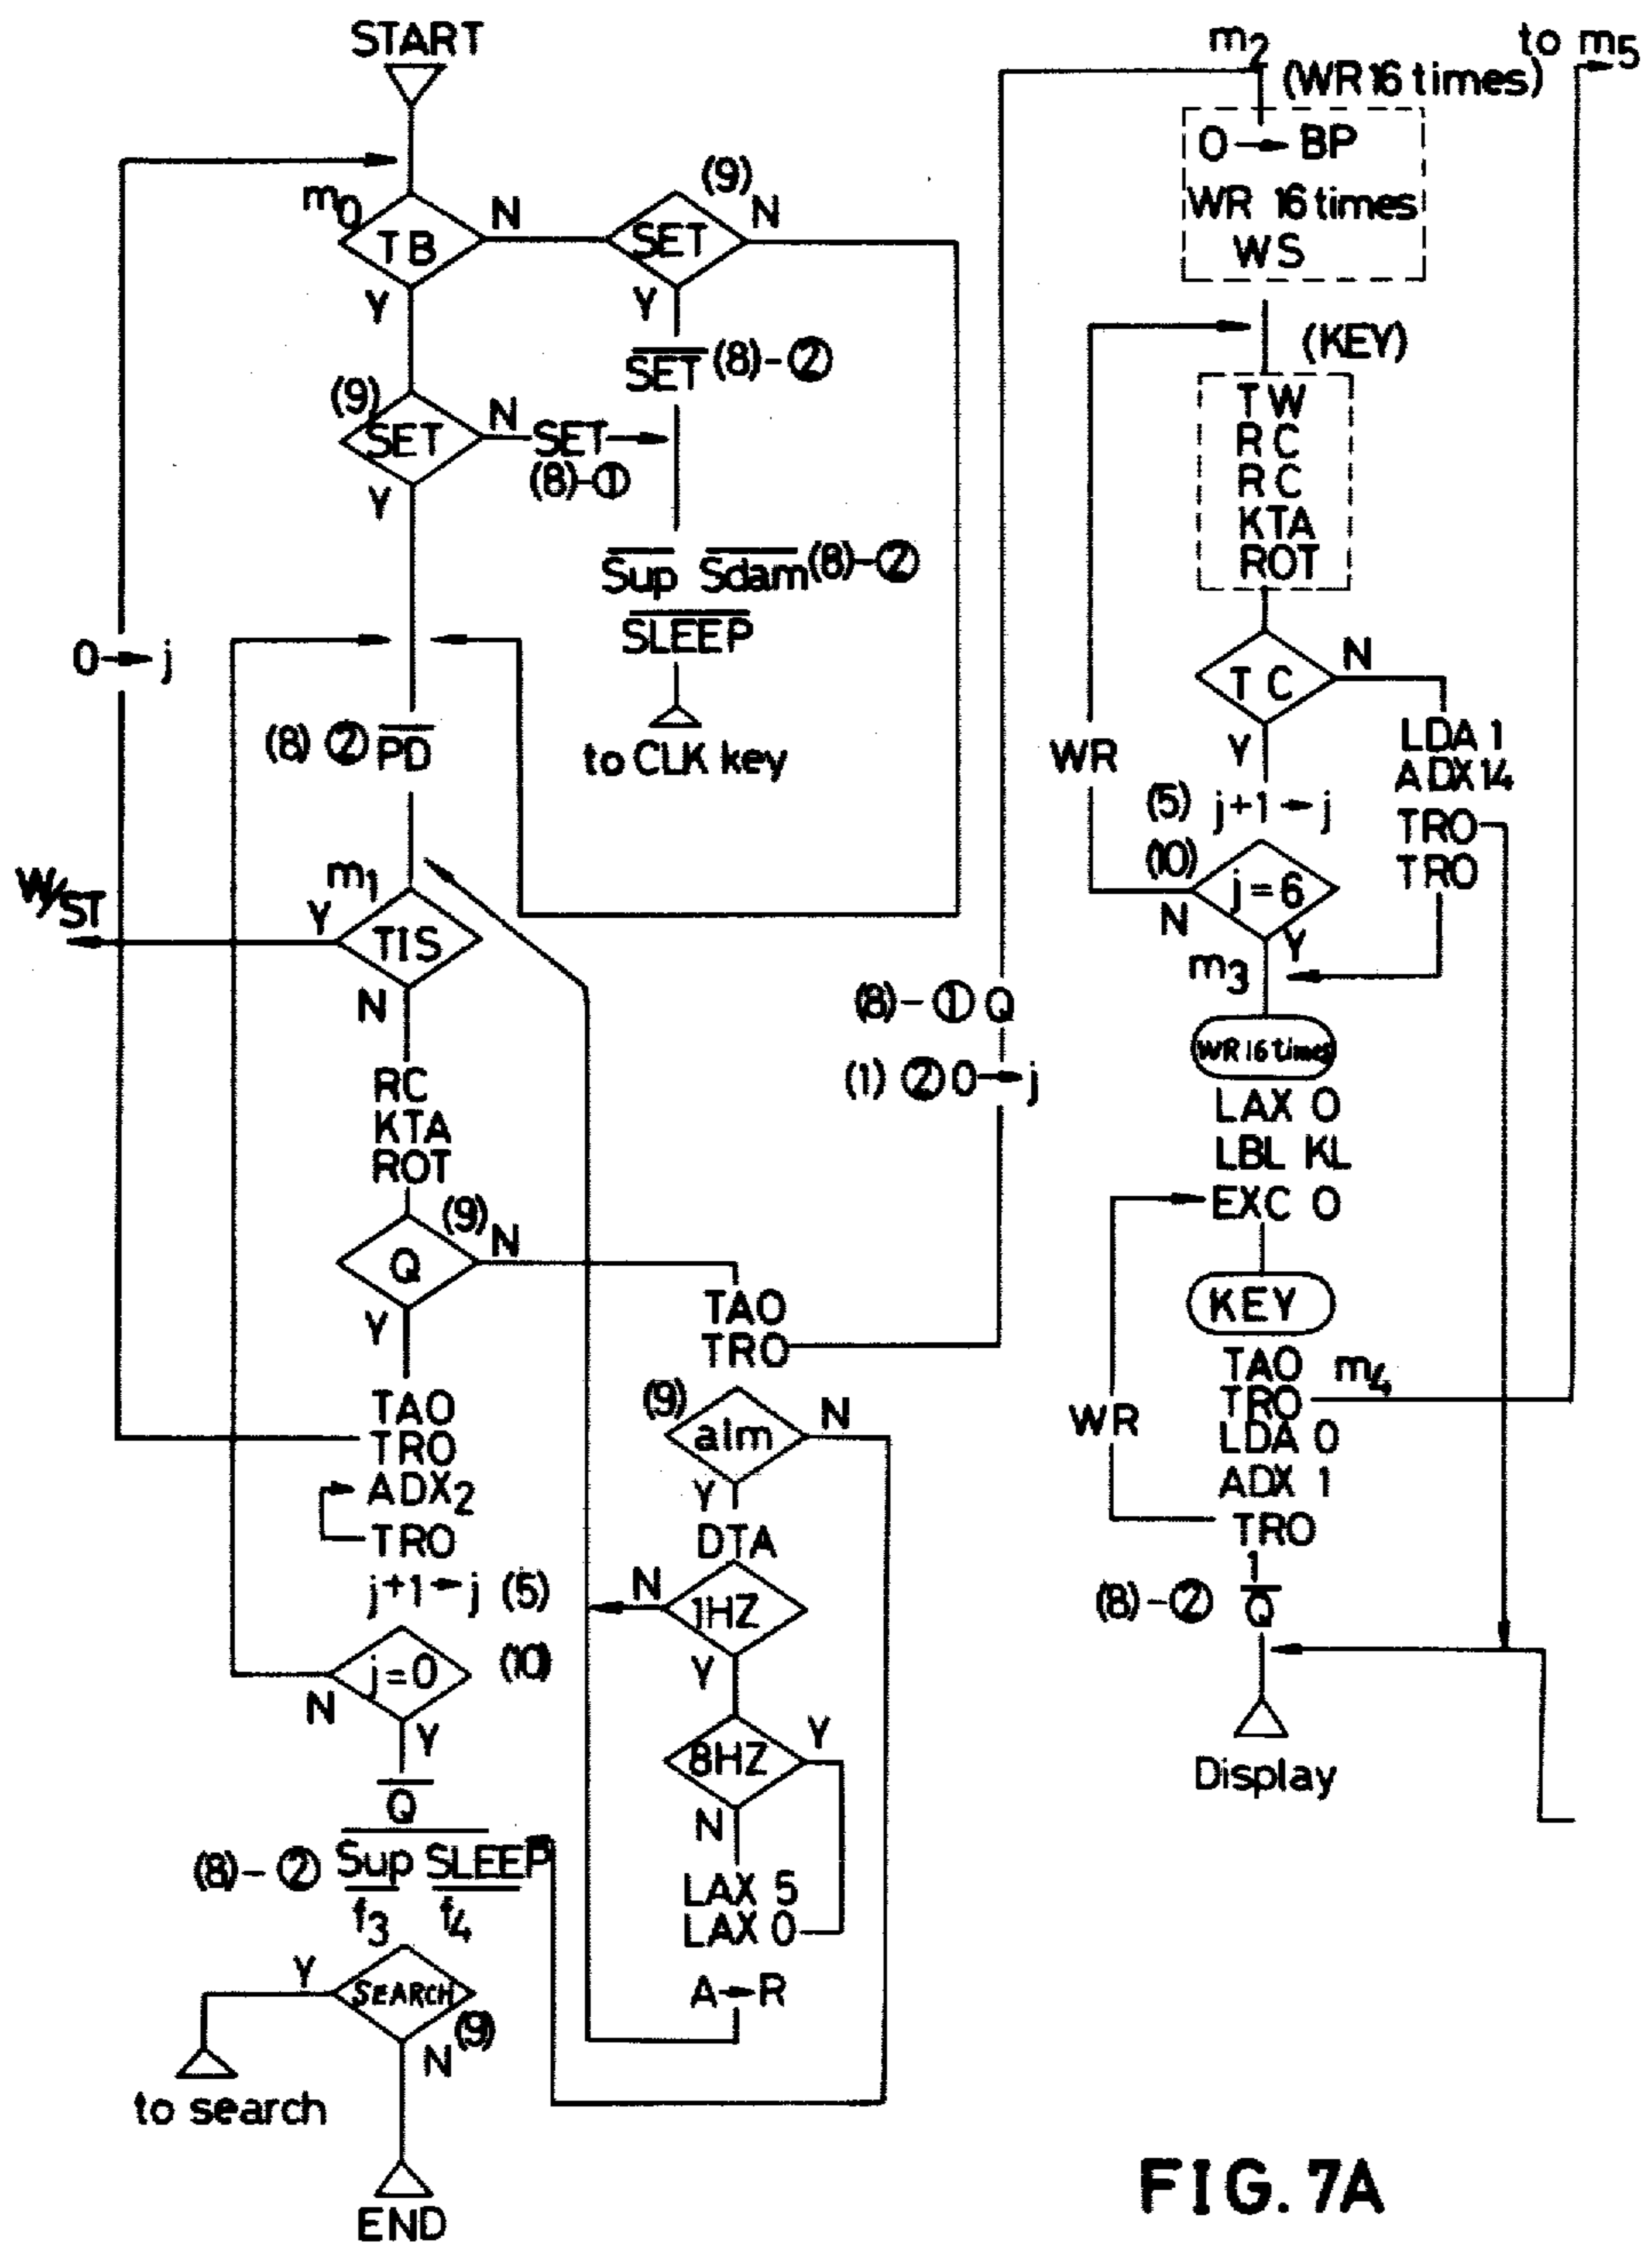 START
m0
TB
N
(9)
SET
N
Y
Y
SET (8)-②
(9)
SET
N
SET
(8)-①
Y
Sup Sdam (8)-②
SLEEP
to CLK key
0→j
(8) ② PD
m1
W/ST
Y
TIS
N
RC
KTA
ROT
(9)
Q
N
Y
TAO
TRO
ADX2
TRO
j+1→j (5)
j=0
(10)
N
Y
Q
(8)-② Sup SLEEP
f3 f4
Y
SEARCH
(9)
N
to search
END
TAO
TRO
(9)
alm
N
Y
DTA
N
1HZ
Y
8HZ
Y
N
LAX 5
LAX 0
A→R
(8)-① Q
(1) ② 0→j
m2
(WR 16 times)
0→BP
WR 16 times
WS
(KEY)
TW
RC
RC
KTA
ROT
TC
N
Y
LDA 1
ADX 14
TRO
TRO
WR
(5) j+1→j
(10)
j=6
N
Y
m3
WR 16 times
LAX 0
LBL KL
EXC 0
KEY
TAO
m4
TRO
LDA 0
WR
ADX 1
TRO
1
(8)-② Q
Display
to m5
FIG. 7A